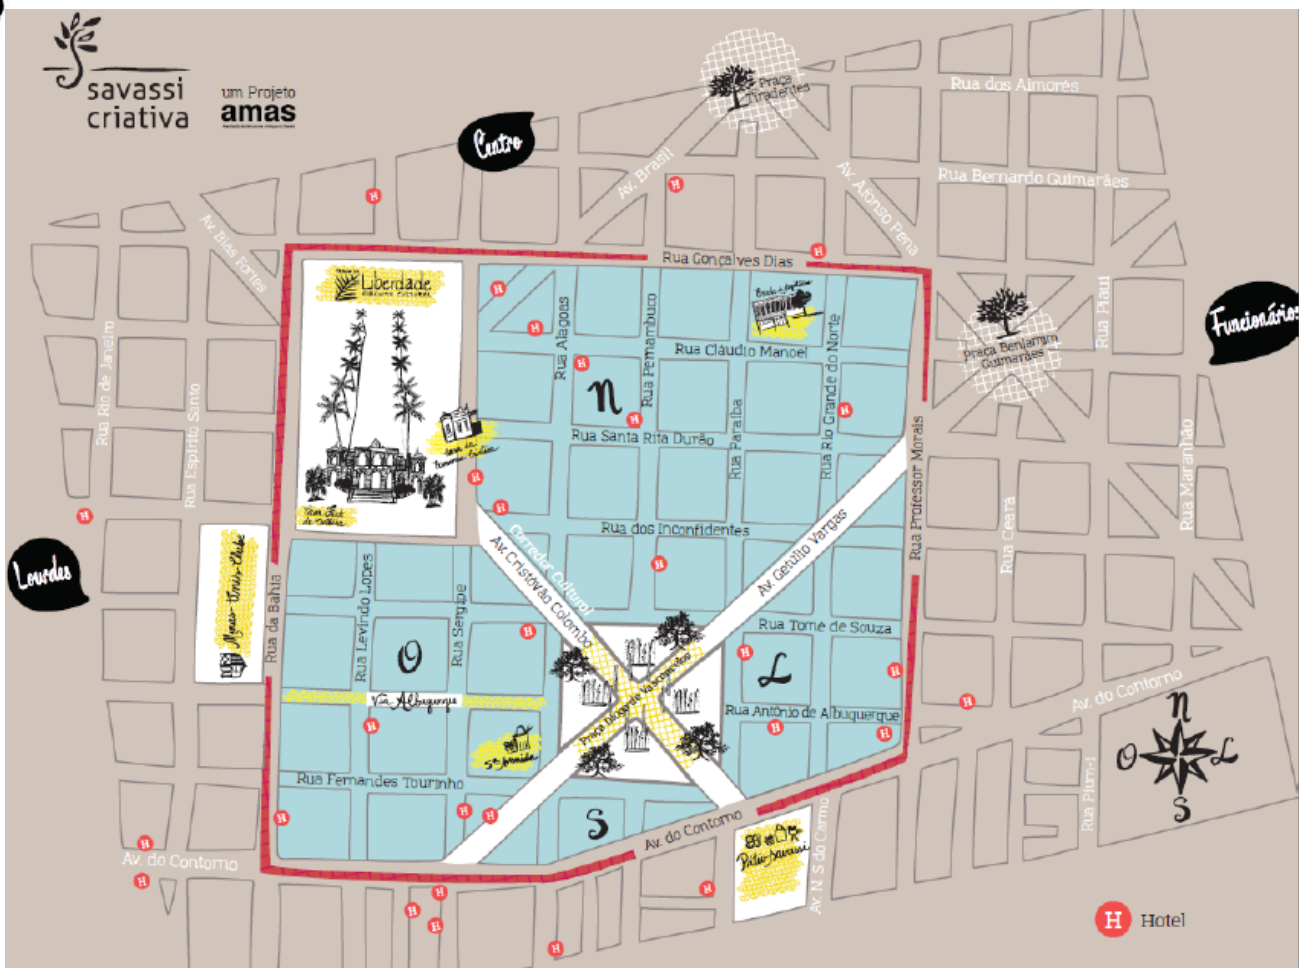 savassi
criativa
um Projeto
amas
Centro
Praça
Tiradentes
Rua dos Aimorés
Av. Brasil
Av. Afonso Pena
Rua Bernardo Guimarães
Av. Bias Fortes
Rua Gonçalves Dias
Liberdade
Funcionários
Rua Piauí
Praça Benjamim
Guimarães
Rua Rio de Janeiro
Rua Espírito Santo
Rua Alagoas
Rua Pernambuco
Rua Cláudio Manoel
Rua Rio Grande do Norte
N
Rua Santa Rita Durão
Rua Paraíba
Rua Professor Morais
Rua Maranhão
Rua Ceará
Rua dos Inconfidentes
Corredor Cultural
Av. Cristóvão Colombo
Av. Getúlio Vargas
Lourdes
Minas-Tênis-Clube
Rua da Bahia
Rua Levindo Lopes
Rua Sergipe
O
Rua Tomé de Souza
L
Via Albuquerque
Rua Antônio de Albuquerque
Av. do Contorno
N
O
L
S
Rua Fernandes Tourinho
S
Av. do Contorno
Rua Pium-i
Pátio Savassi
Av. N S do Carmo
Av. do Contorno
H Hotel